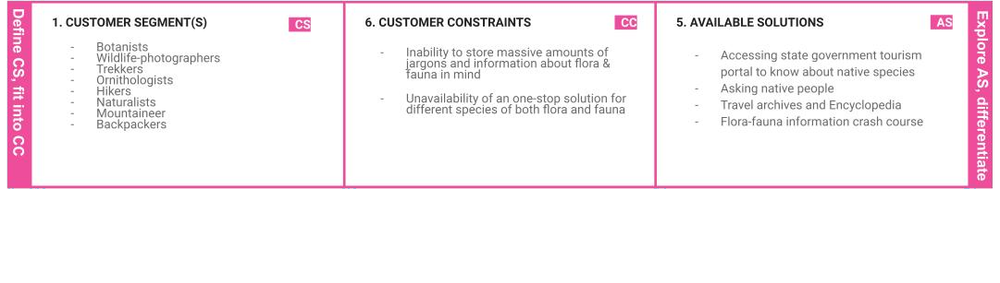 Define CS, fit into CC
1. CUSTOMER SEGMENT(S)
CS
- Botanists
- Wildlife-photographers
- Trekkers
- Ornithologists
- Hikers
- Naturalists
- Mountaineer
- Backpackers
6. CUSTOMER CONSTRAINTS
CC
- Inability to store massive amounts of
jargons and information about flora &
fauna in mind
- Unavailability of an one-stop solution for
different species of both flora and fauna
5. AVAILABLE SOLUTIONS
AS
- Accessing state government tourism
portal to know about native species
- Asking native people
- Travel archives and Encyclopedia
- Flora-fauna information crash course
Explore AS, differentiate